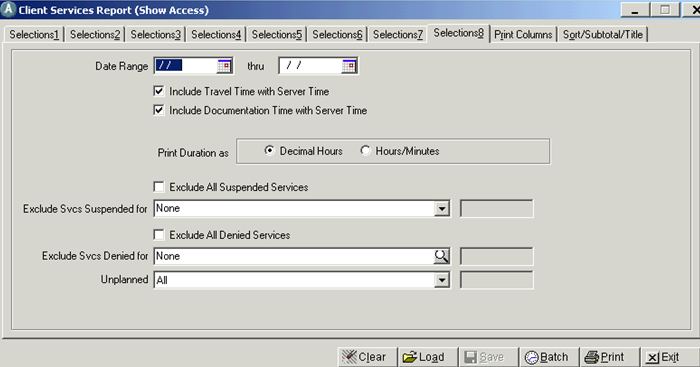 A Client Services Report (Show Access)
Selections1 Selections2 Selections3 Selections4 Selections5 Selections6 Selections7 Selections8 Print Columns Sort/Subtotal/Title
Date Range / / thru / /
Include Travel Time with Server Time
Include Documentation Time with Server Time
Print Duration as Decimal Hours Hours/Minutes
Exclude All Suspended Services
Exclude Svcs Suspended for None
Exclude All Denied Services
Exclude Svcs Denied for None
Unplanned All
Clear Load Save Batch Print Exit